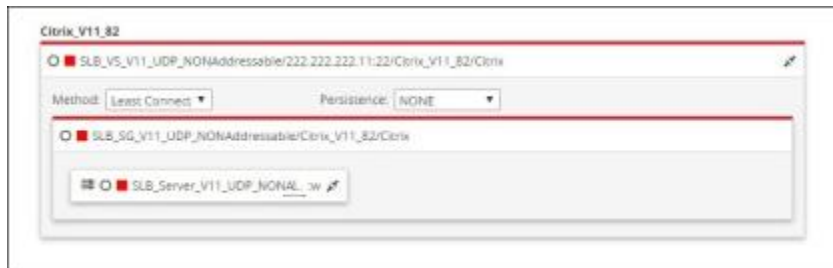 Citrix_V11_82
SLB_VS_V11_UDP_NONAddressable/222.222.222.11:22/Citrix_V11_82/Citrix
Method: Least Connect Persistence: NONE
SLB_SG_V11_UDP_NONAddressable/Citrix_V11_82/Citrix
SLB_Server_V11_UDP_NONAL... :w